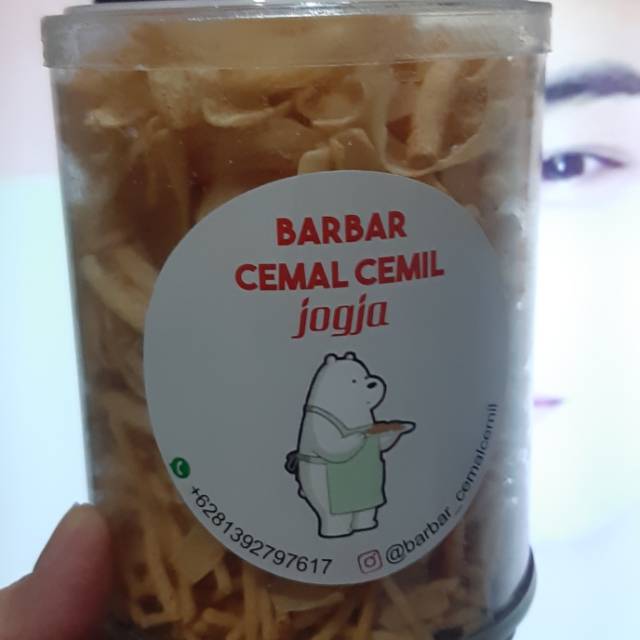 BARBAR
CEMAL CEMIL
jogja
+6281392797617
@barbar_cemalcemil